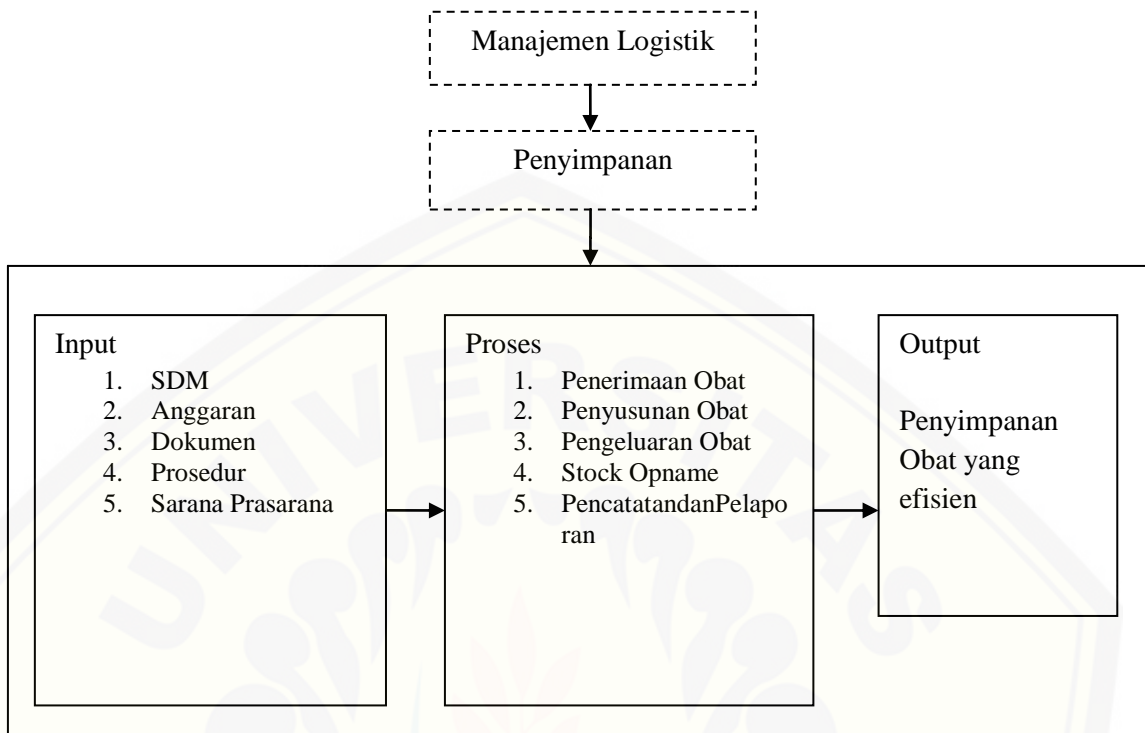 Manajemen Logistik
Penyimpanan
Input
1. SDM
2. Anggaran
3. Dokumen
4. Prosedur
5. Sarana Prasarana
Proses
1. Penerimaan Obat
2. Penyusunan Obat
3. Pengeluaran Obat
4. Stock Opname
5. PencatatandanPelapo
ran
Output
Penyimpanan
Obat yang
efisien
UNIVERSITAS